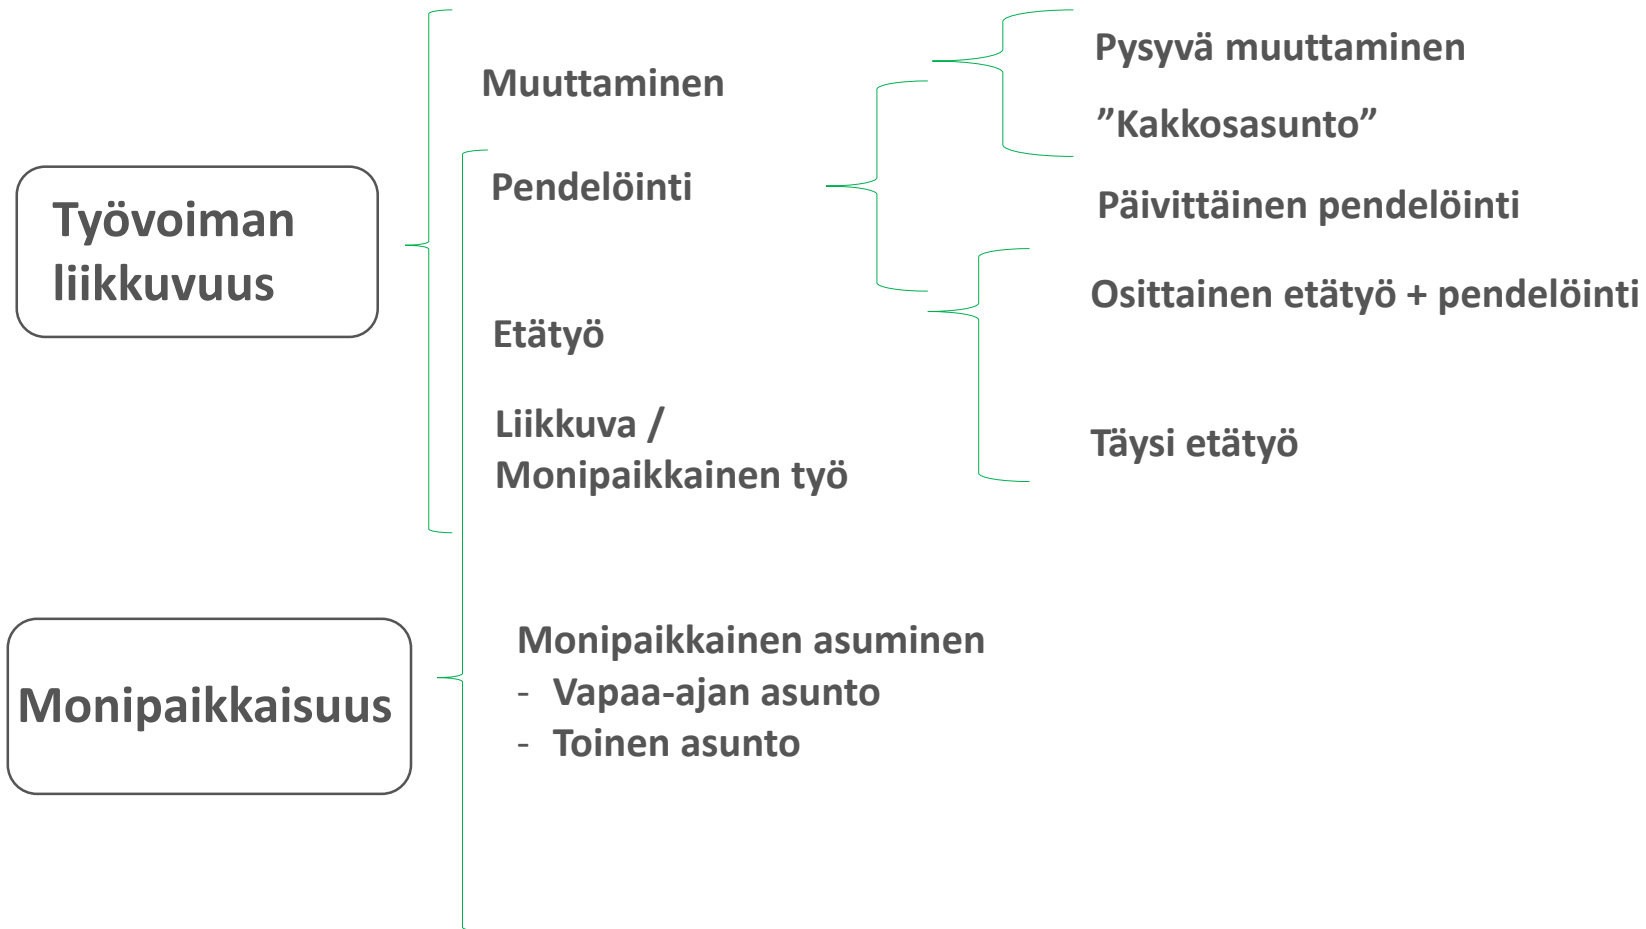 Työvoiman
liikkuvuus
Monipaikkaisuus
Muuttaminen
Pendelöinti
Etätyö
Liikkuva /
Monipaikkainen työ
Monipaikkainen asuminen
- Vapaa-ajan asunto
- Toinen asunto
Pysyvä muuttaminen
”Kakkosasunto”
Päivittäinen pendelöinti
Osittainen etätyö + pendelöinti
Täysi etätyö